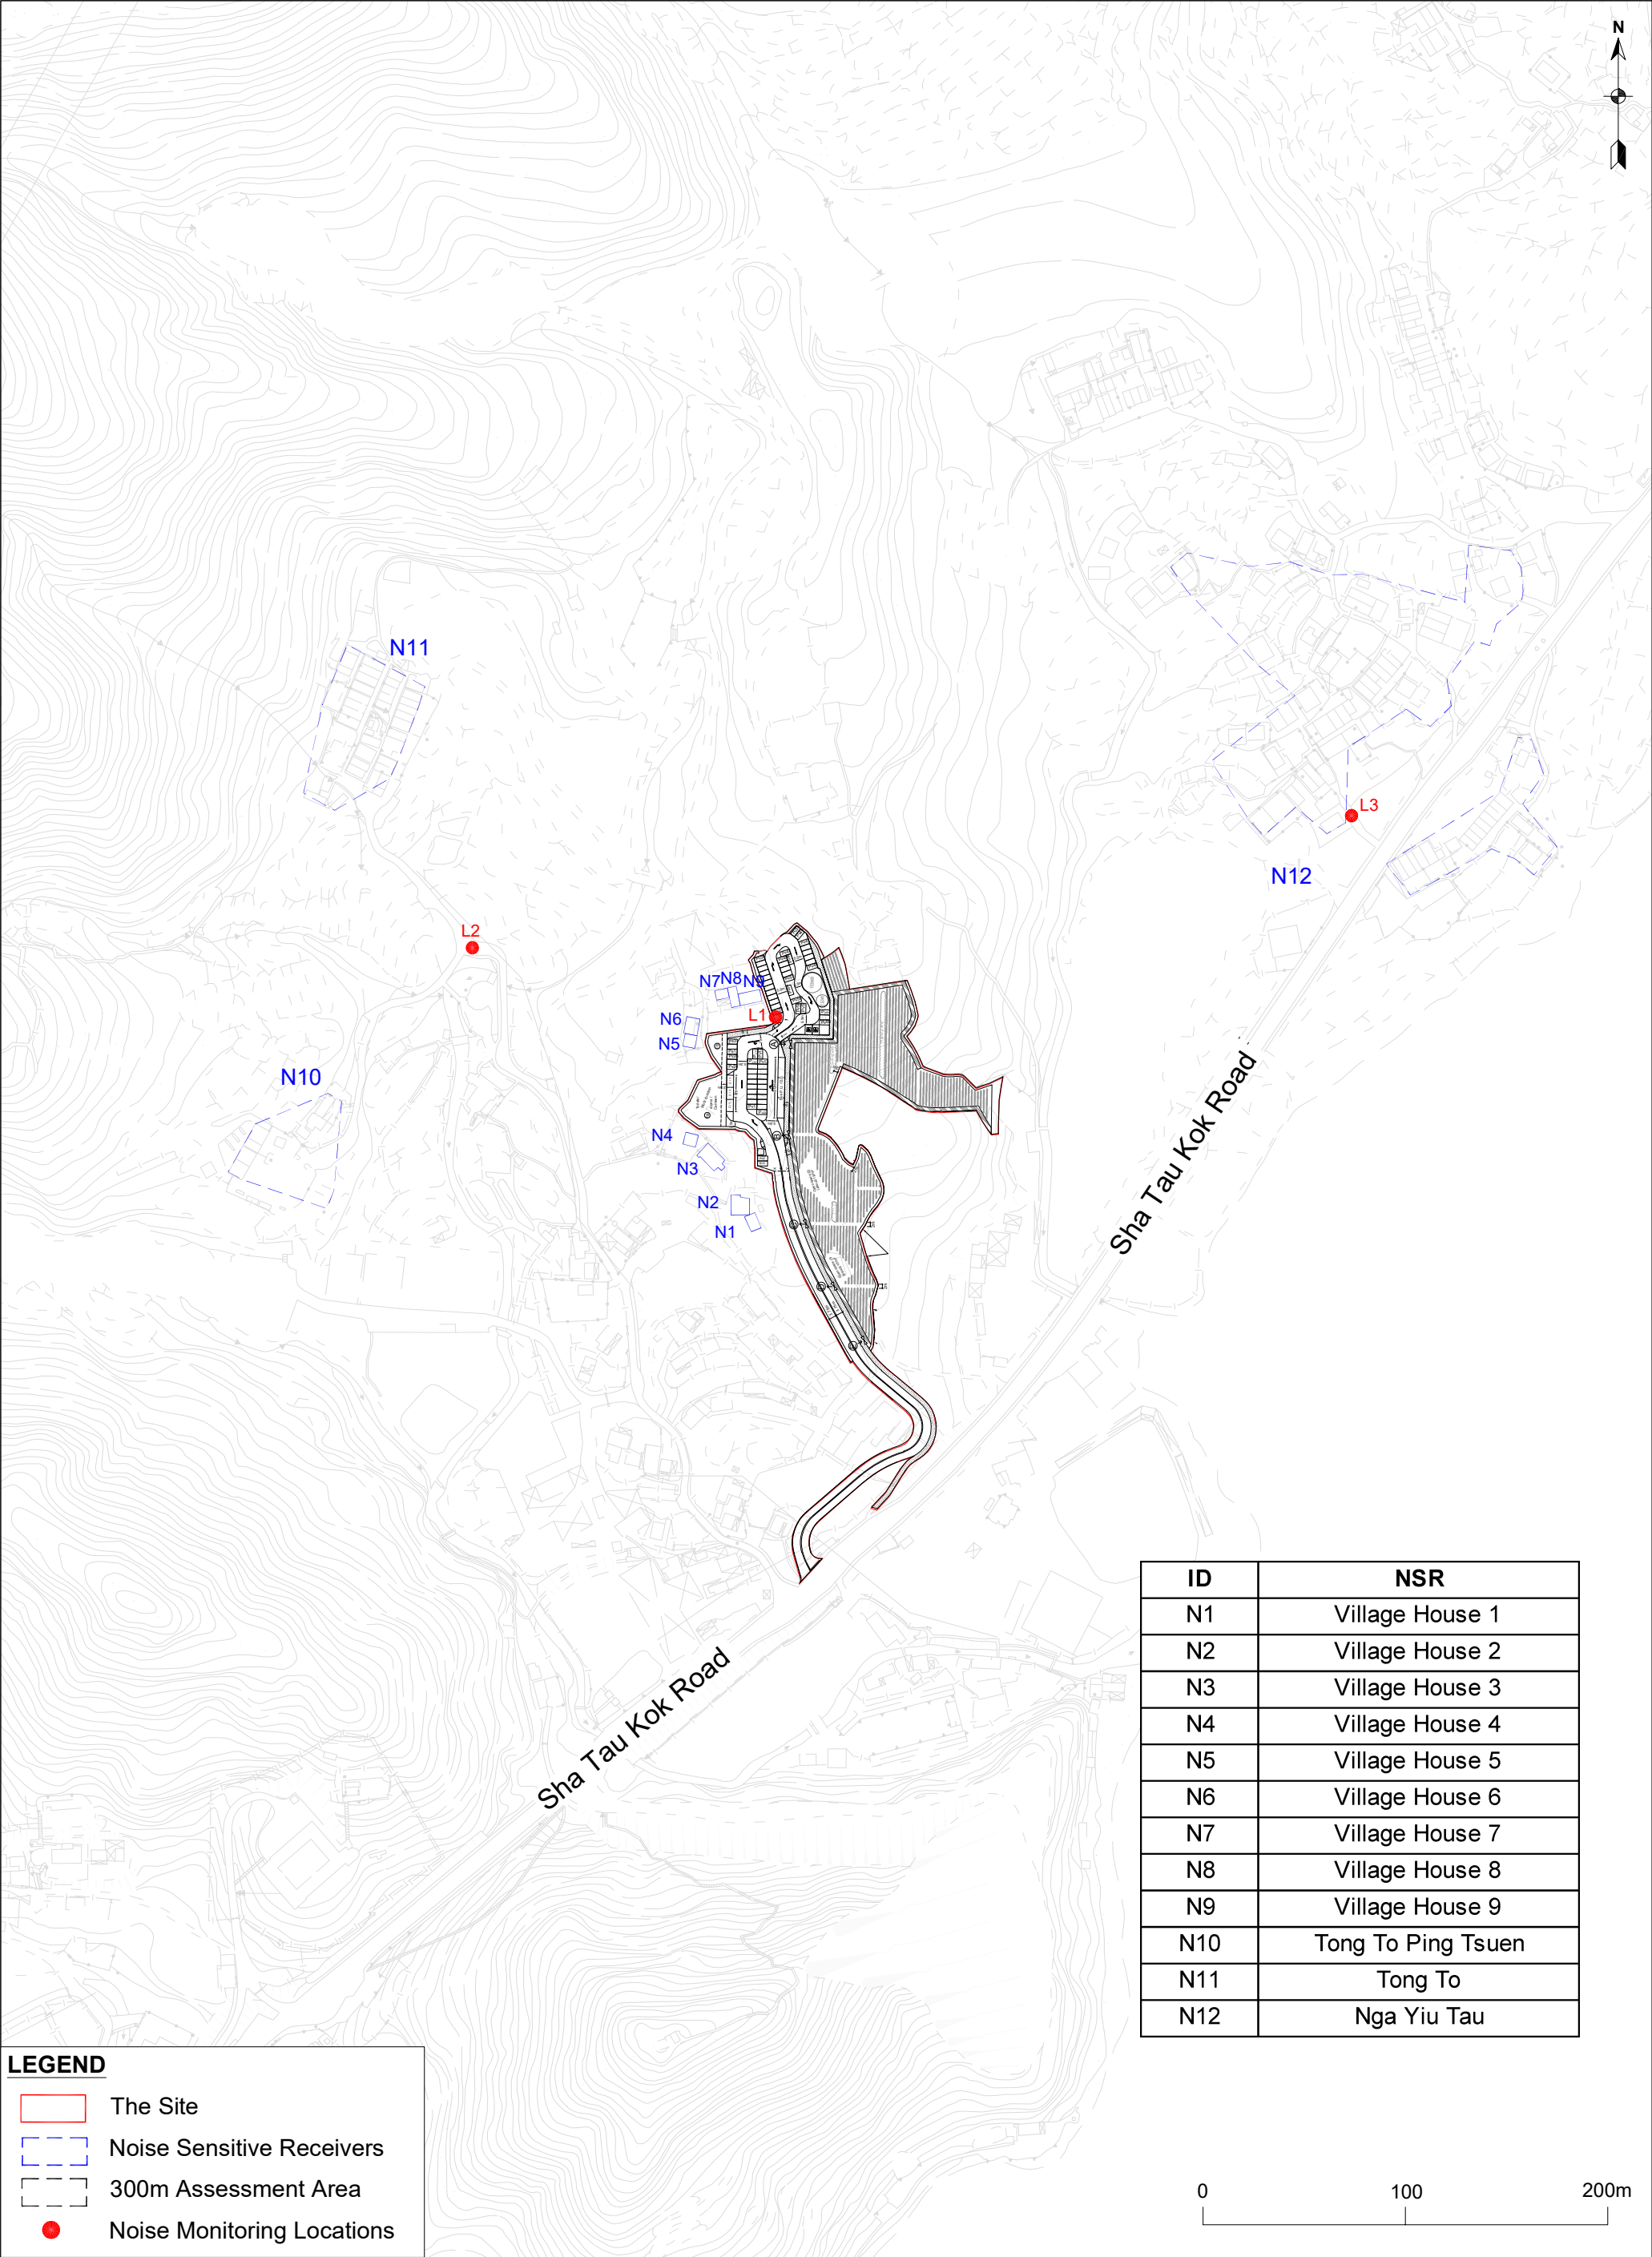 N
N11
L3
N12
L2
N7 N8 N9
L1
N6
N5
N10
N4
N3
N2
N1
Sha Tau Kok Road
Sha Tau Kok Road
ID NSR
N1 Village House 1
N2 Village House 2
N3 Village House 3
N4 Village House 4
N5 Village House 5
N6 Village House 6
N7 Village House 7
N8 Village House 8
N9 Village House 9
N10 Tong To Ping Tsuen
N11 Tong To
N12 Nga Yiu Tau
LEGEND
The Site
Noise Sensitive Receivers
300m Assessment Area
Noise Monitoring Locations
0 100 200m